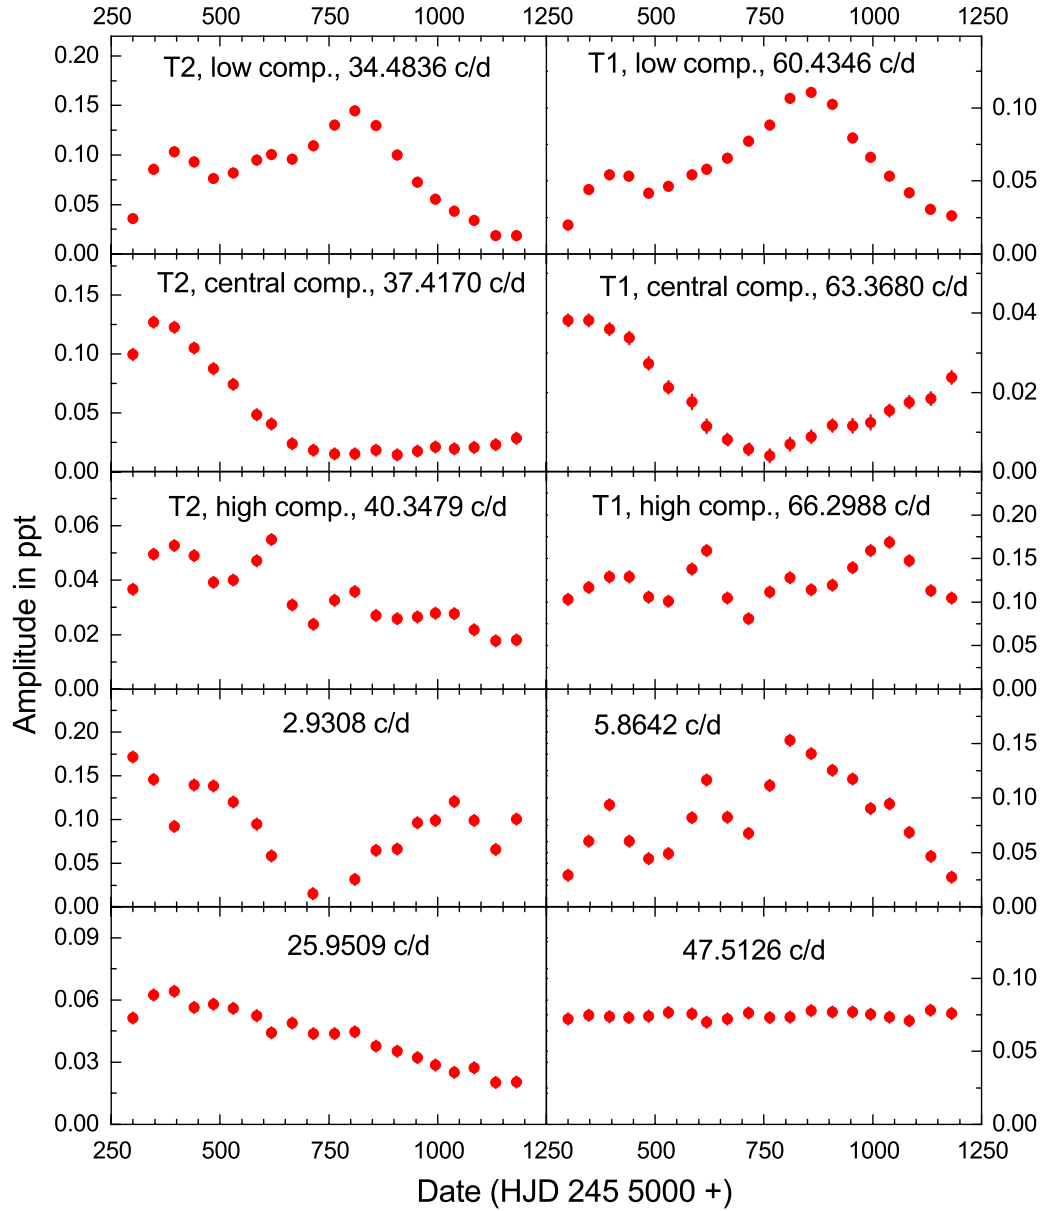 250 500 750 1000 1250 500 750 1000 1250
T2, low comp., 34.4836 c/d
T1, low comp., 60.4346 c/d
0.20
0.15
0.10
0.05
0.00
0.10
0.05
0.00
T2, central comp., 37.4170 c/d
T1, central comp., 63.3680 c/d
0.15
0.10
0.05
0.00
0.04
0.02
0.00
T2, high comp., 40.3479 c/d
T1, high comp., 66.2988 c/d
0.06
0.04
0.02
0.00
0.20
0.15
0.10
0.05
0.00
Amplitude in ppt
2.9308 c/d
5.8642 c/d
0.20
0.15
0.10
0.05
0.00
0.15
0.10
0.05
0.00
25.9509 c/d
47.5126 c/d
0.09
0.06
0.03
0.00
0.10
0.05
0.00
250 500 750 1000 1250 500 750 1000 1250
Date (HJD 245 5000 +)